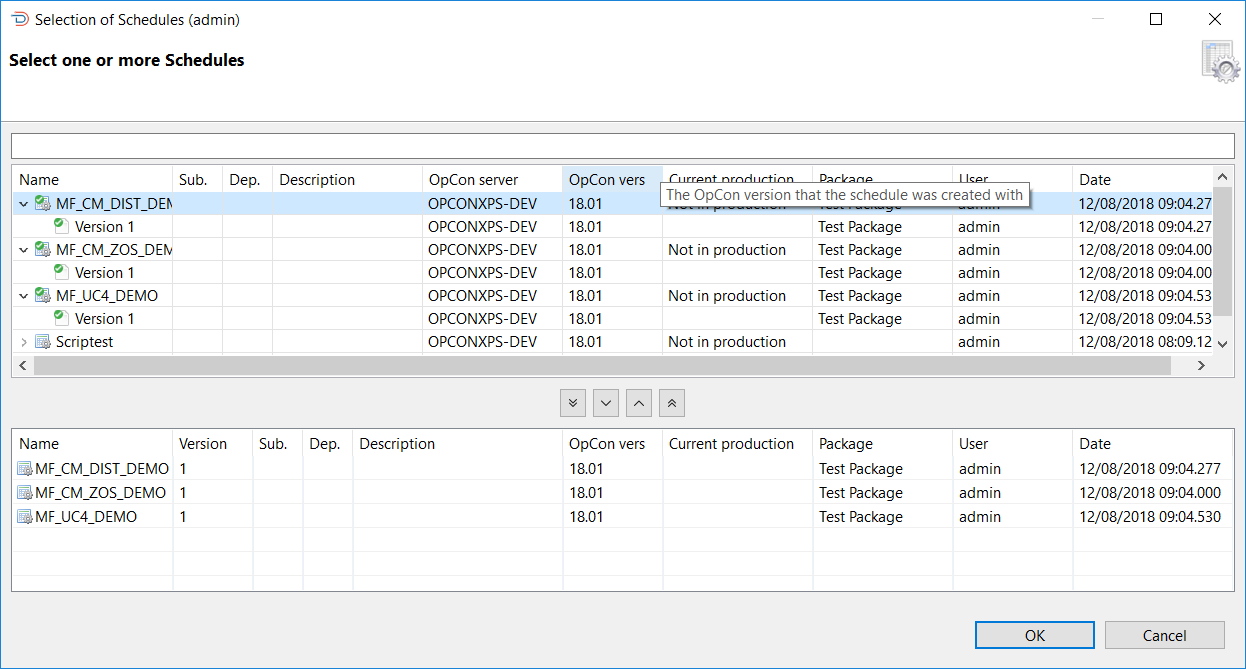 Selection of Schedules (admin)
Select one or more Schedules
Name Sub. Dep. Description OpCon server OpCon vers Current production Package User Date
The OpCon version that the schedule was created with
MF_CM_DIST_DEM OPCONXPS-DEV 18.01 Not in production Test Package admin 12/08/2018 09:04.27
Version 1 OPCONXPS-DEV 18.01 Test Package admin 12/08/2018 09:04.27
MF_CM_ZOS_DEM OPCONXPS-DEV 18.01 Not in production Test Package admin 12/08/2018 09:04.00
Version 1 OPCONXPS-DEV 18.01 Test Package admin 12/08/2018 09:04.00
MF_UC4_DEMO OPCONXPS-DEV 18.01 Not in production Test Package admin 12/08/2018 09:04.53
Version 1 OPCONXPS-DEV 18.01 Test Package admin 12/08/2018 09:04.53
Scriptest OPCONXPS-DEV 18.01 Not in production admin 12/08/2018 08:09.12
Name Version Sub. Dep. Description OpCon vers Current production Package User Date
MF_CM_DIST_DEMO 1 18.01 Test Package admin 12/08/2018 09:04.277
MF_CM_ZOS_DEMO 1 18.01 Test Package admin 12/08/2018 09:04.000
MF_UC4_DEMO 1 18.01 Test Package admin 12/08/2018 09:04.530
OK Cancel